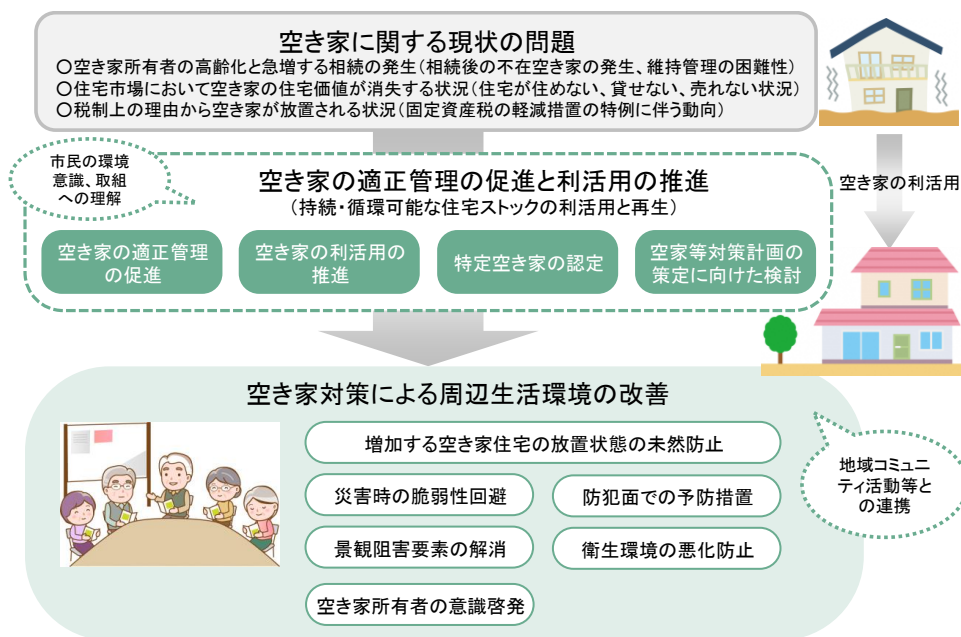 空き家に関する現状の問題
〇空き家所有者の高齢化と急増する相続の発生(相続後の不在空き家の発生、維持管理の困難性)
〇住宅市場において空き家の住宅価値が消失する状況(住宅が住めない、貸せない、売れない状況)
〇税制上の理由から空き家が放置される状況(固定資産税の軽減措置の特例に伴う動向)
市民の環境
意識、取組
への理解
空き家の適正管理の促進と利活用の推進
(持続・循環可能な住宅ストックの利活用と再生)
空き家の利活用
空き家の適正管理
の促進
空き家の利活用の
推進
特定空き家の認定
空家等対策計画の
策定に向けた検討
空き家対策による周辺生活環境の改善
増加する空き家住宅の放置状態の未然防止
災害時の脆弱性回避
防犯面での予防措置
景観阻害要素の解消
衛生環境の悪化防止
空き家所有者の意識啓発
地域コミュニ
ティ活動等と
の連携